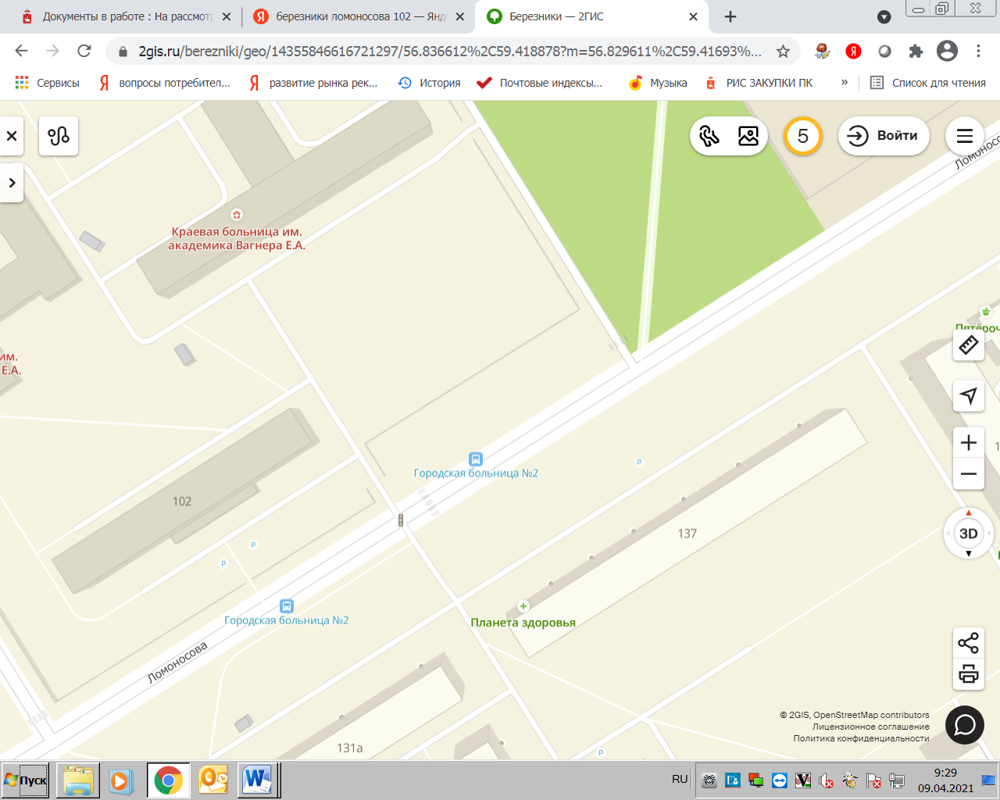 Документы в работе : На рассмотр
березники ломоносова 102 — Янд
Березники — 2ГИС
2gis.ru/berezniki/geo/14355846616721297/56.836612%2C59.418878?m=56.829611%2C59.41693%...
Сервисы
вопросы потребител...
развитие рынка рек...
История
Почтовые индексы...
Музыка
РИС ЗАКУПКИ ПК
»
Список для чтения
5
Войти
Ломоносо
Краевая больница им.
академика Вагнера Е.А.
им.
Е.А.
Пятёроч
Городская больница №2
P
102
137
3D
P
P
Городская больница №2
Планета здоровья
Ломоносова
131а
P
© 2GIS, OpenStreetMap contributors
Лицензионное соглашение
Политика конфиденциальности
Пуск
RU
9:29
09.04.2021